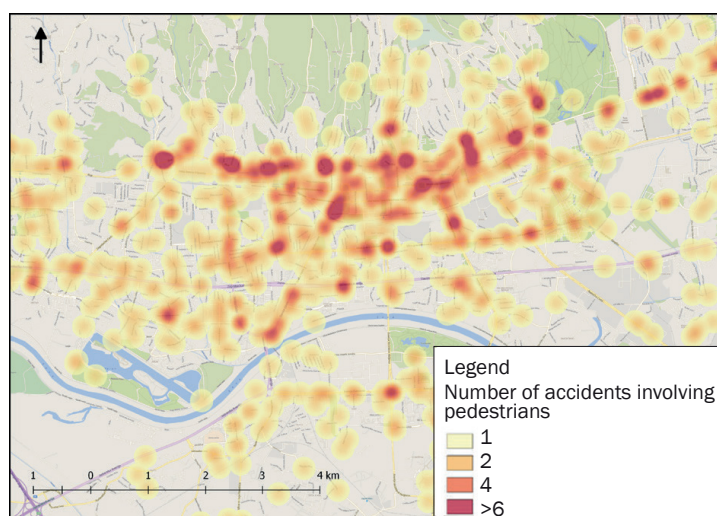 Legend
Number of accidents involving
pedestrians
1
2
4
>6
1 0 1 2 3 4 km